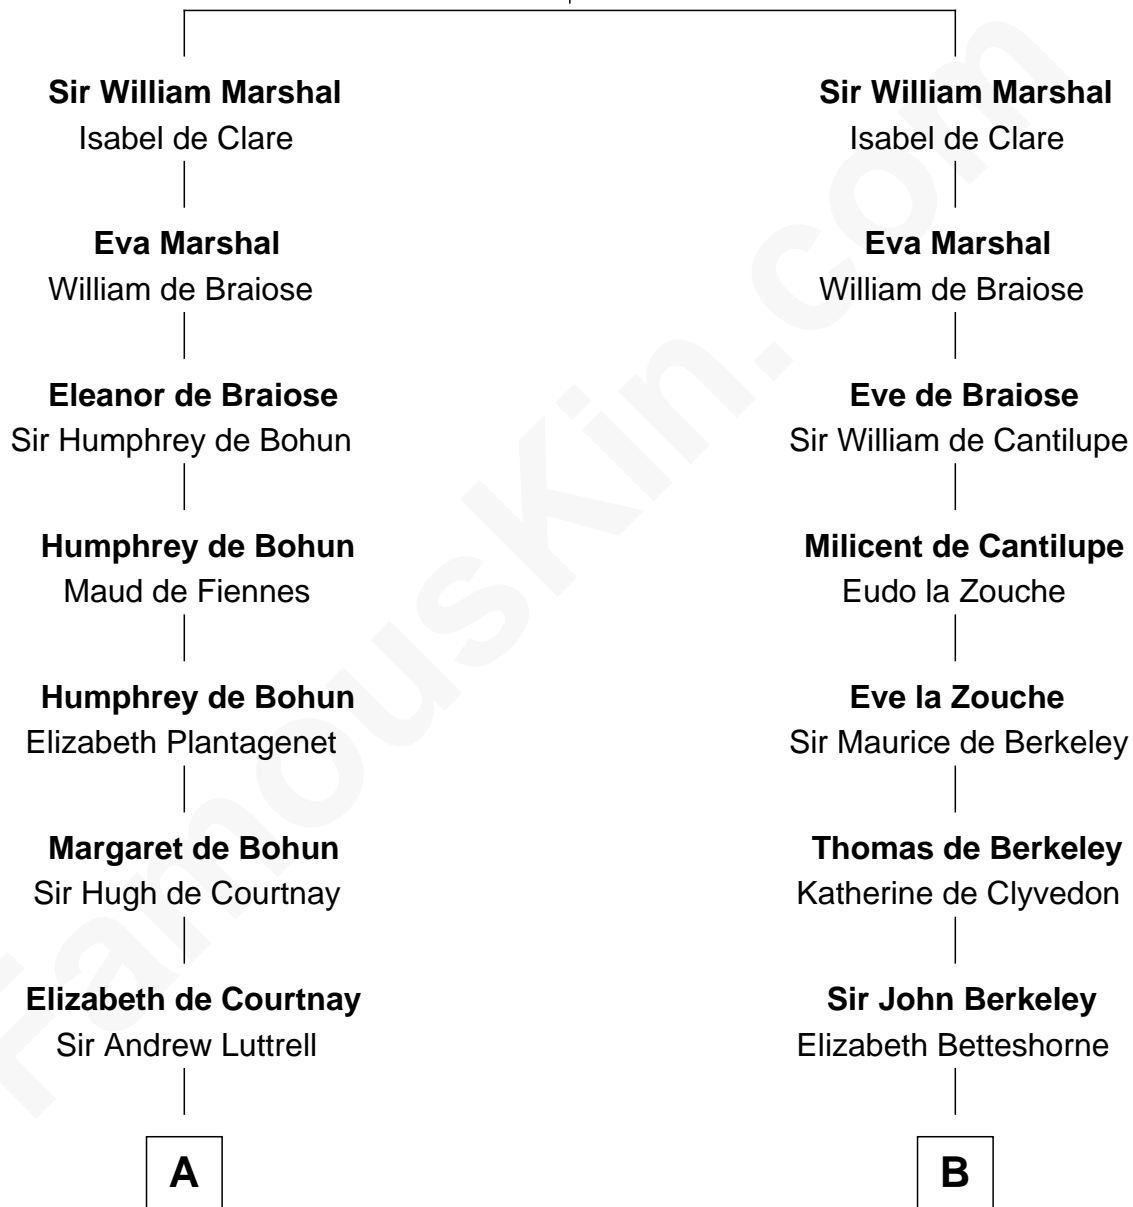 Sir William Marshal
Isabel de Clare
Eva Marshal
William de Braiose
Eleanor de Braiose
Sir Humphrey de Bohun
Humphrey de Bohun
Maud de Fiennes
Humphrey de Bohun
Elizabeth Plantagenet
Margaret de Bohun
Sir Hugh de Courtnay
Elizabeth de Courtnay
Sir Andrew Luttrell
A
Sir William Marshal
Isabel de Clare
Eva Marshal
William de Braiose
Eve de Braiose
Sir William de Cantilupe
Milicent de Cantilupe
Eudo la Zouche
Eve la Zouche
Sir Maurice de Berkeley
Thomas de Berkeley
Katherine de Clyvedon
Sir John Berkeley
Elizabeth Betteshorne
B
FamousKin.com